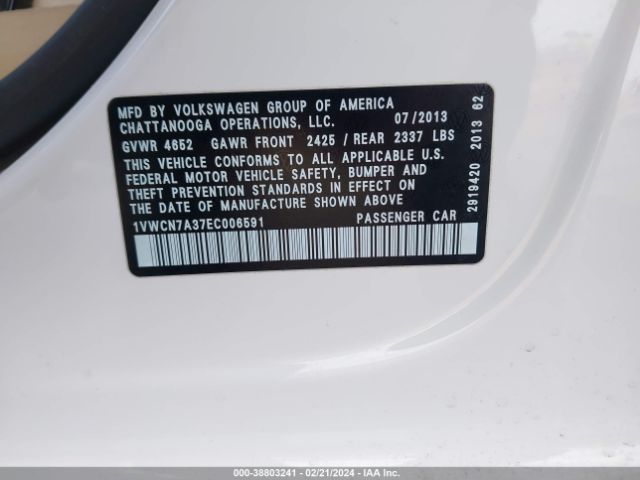 MFD BY VOLKSWAGEN GROUP OF AMERICA
CHATTANOOGA OPERATIONS, LLC. 07/2013
GVWR 4652 GAWR FRONT 2425 / REAR 2337 LBS
THIS VEHICLE CONFORMS TO ALL APPLICABLE U.S.
FEDERAL MOTOR VEHICLE SAFETY, BUMPER AND
THEFT PREVENTION STANDARDS IN EFFECT ON
THE DATE OF MANUFACTURE SHOWN ABOVE
1VWCN7A37EC006591 PASSENGER CAR
2919420 2013 62
000-38803241 - 02/21/2024 - IAA Inc.